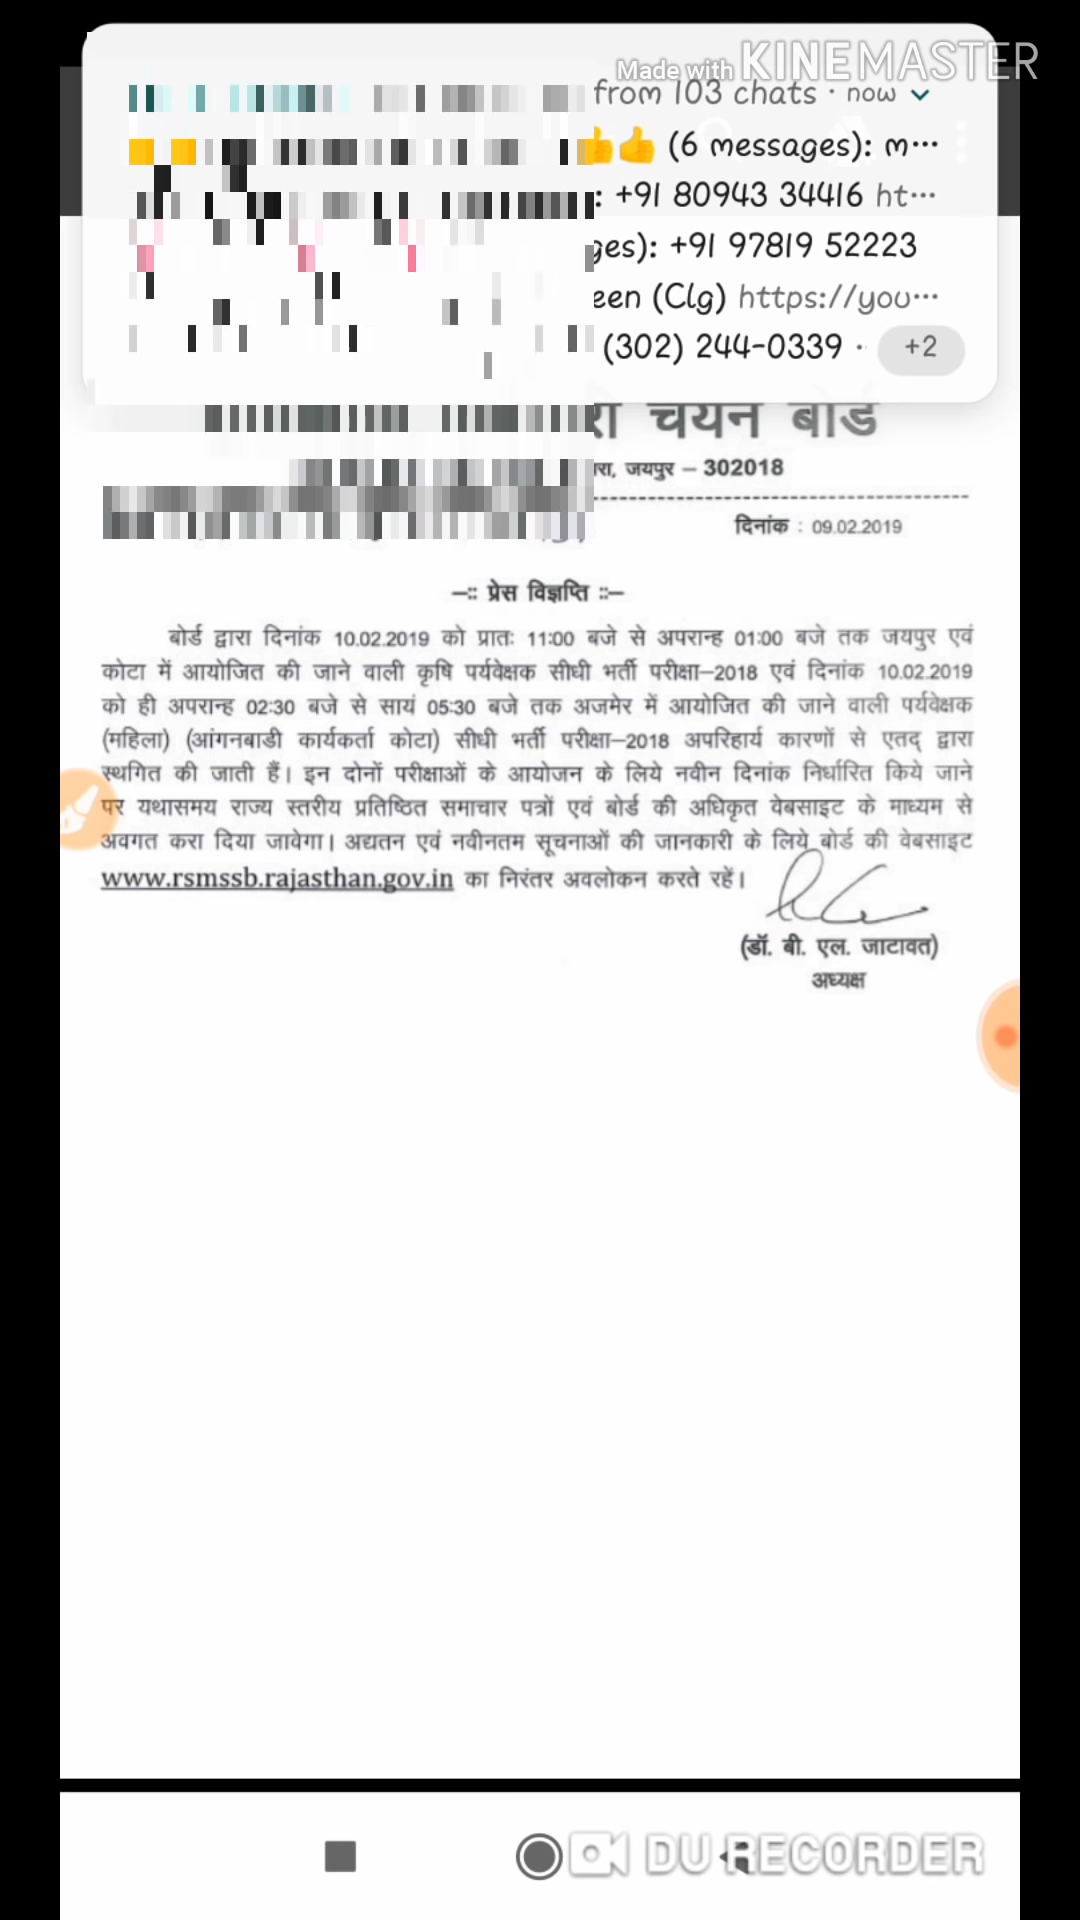 Made with KINEMASTER
from 103 chats · now
👍👍 (6 messages): m...
: +91 80943 34416 ht...
ges): +91 97819 52223
een (Clg) https://you...
(302) 244-0339 · +2
री चयन बोर्ड
जयपुर – 302018
दिनांक : 09.02.2019
–:: प्रेस विज्ञप्ति ::–
बोर्ड द्वारा दिनांक 10.02.2019 को प्रातः 11:00 बजे से अपरान्ह 01:00 बजे तक जयपुर एवं
कोटा में आयोजित की जाने वाली कृषि पर्यवेक्षक सीधी भर्ती परीक्षा–2018 एवं दिनांक 10.02.2019
को ही अपरान्ह 02:30 बजे से सायं 05:30 बजे तक अजमेर में आयोजित की जाने वाली पर्यवेक्षक
(महिला) (आंगनबाडी कार्यकर्ता कोटा) सीधी भर्ती परीक्षा–2018 अपरिहार्य कारणों से एतद् द्वारा
स्थगित की जाती हैं। इन दोनों परीक्षाओं के आयोजन के लिये नवीन दिनांक निर्धारित किये जाने
पर यथासमय राज्य स्तरीय प्रतिष्ठित समाचार पत्रों एवं बोर्ड की अधिकृत वेबसाइट के माध्यम से
अवगत करा दिया जावेगा। अद्यतन एवं नवीनतम सूचनाओं की जानकारी के लिये बोर्ड की वेबसाइट
www.rsmssb.rajasthan.gov.in का निरंतर अवलोकन करते रहें।
(डॉ. बी. एल. जाटावत)
अध्यक्ष
DU RECORDER